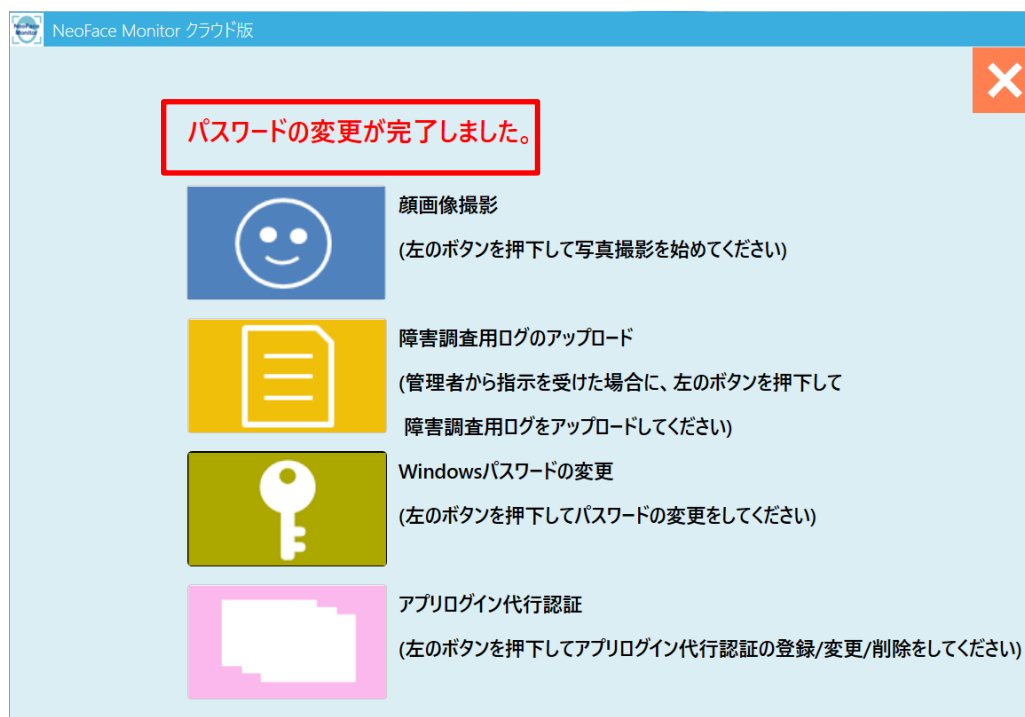 NeoFace Monitor
NeoFace Monitor クラウド版
パスワードの変更が完了しました。
顔画像撮影
(左のボタンを押下して写真撮影を始めてください)
障害調査用ログのアップロード
(管理者から指示を受けた場合に、左のボタンを押下して
障害調査用ログをアップロードしてください)
Windowsパスワードの変更
(左のボタンを押下してパスワードの変更をしてください)
アプリログイン代行認証
(左のボタンを押下してアプリログイン代行認証の登録/変更/削除をしてください)